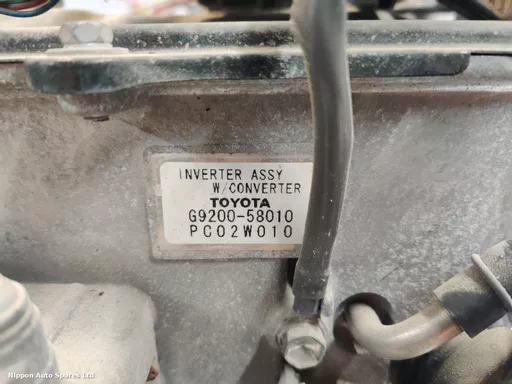 INVERTER ASSY
W/CONVERTER
TOYOTA
G9200-58010
PC02W010
Nippon Auto Spares Ltd